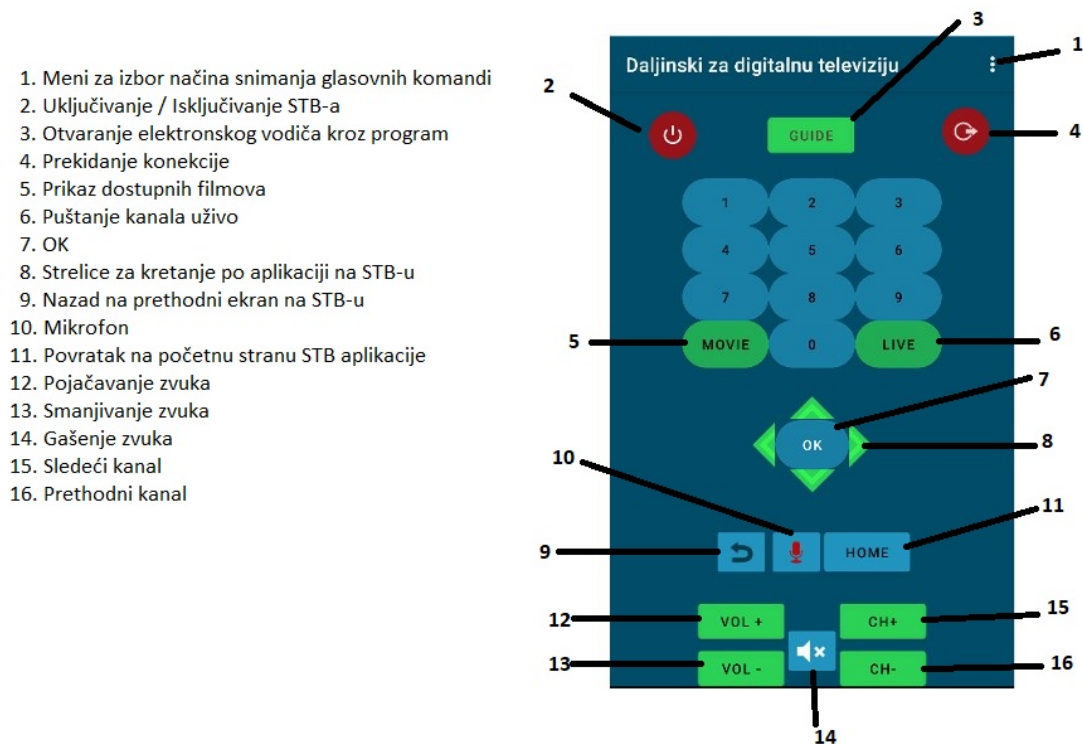 1. Meni za izbor načina snimanja glasovnih komandi
2. Uključivanje / Isključivanje STB-a
3. Otvaranje elektronskog vodiča kroz program
4. Prekidanje konekcije
5. Prikaz dostupnih filmova
6. Puštanje kanala uživo
7. OK
8. Strelice za kretanje po aplikaciji na STB-u
9. Nazad na prethodni ekran na STB-u
10. Mikrofon
11. Povratak na početnu stranu STB aplikacije
12. Pojačavanje zvuka
13. Smanjivanje zvuka
14. Gašenje zvuka
15. Sledeći kanal
16. Prethodni kanal
3
1
Daljinski za digitalnu televiziju
2
GUIDE
4
1 2 3
4 5 6
7 8 9
5 MOVIE 0 LIVE 6
7
OK
8
10
11
9 HOME
12 VOL + CH+ 15
13 VOL - CH- 16
14